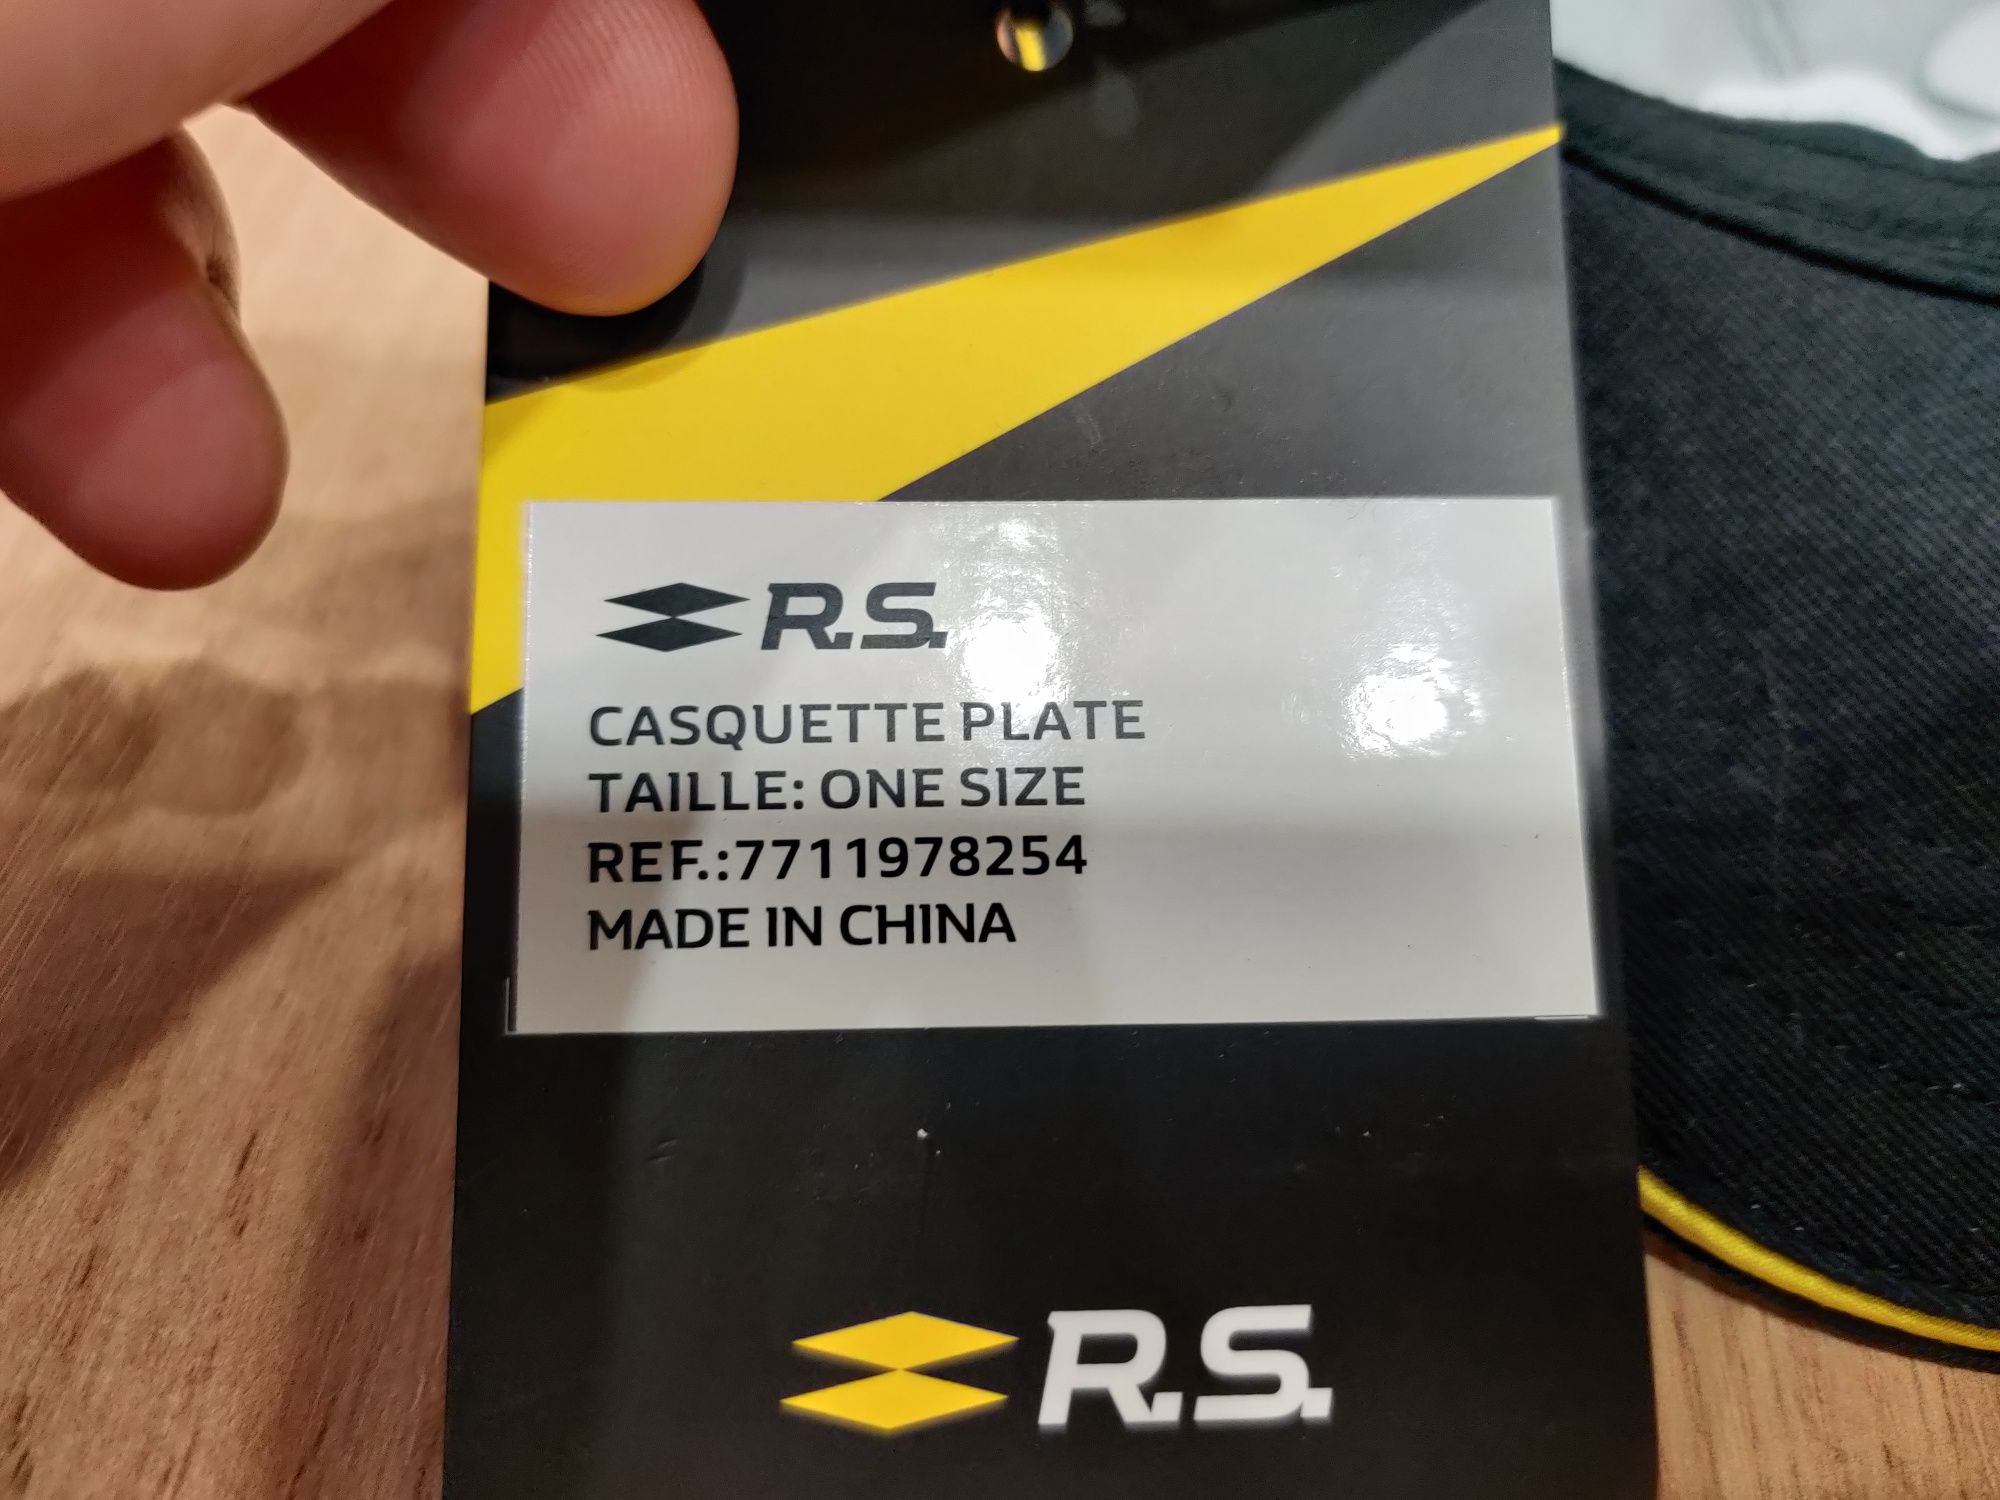 R.S.
CASQUETTE PLATE
TAILLE: ONE SIZE
REF.:7711978254
MADE IN CHINA
R.S.